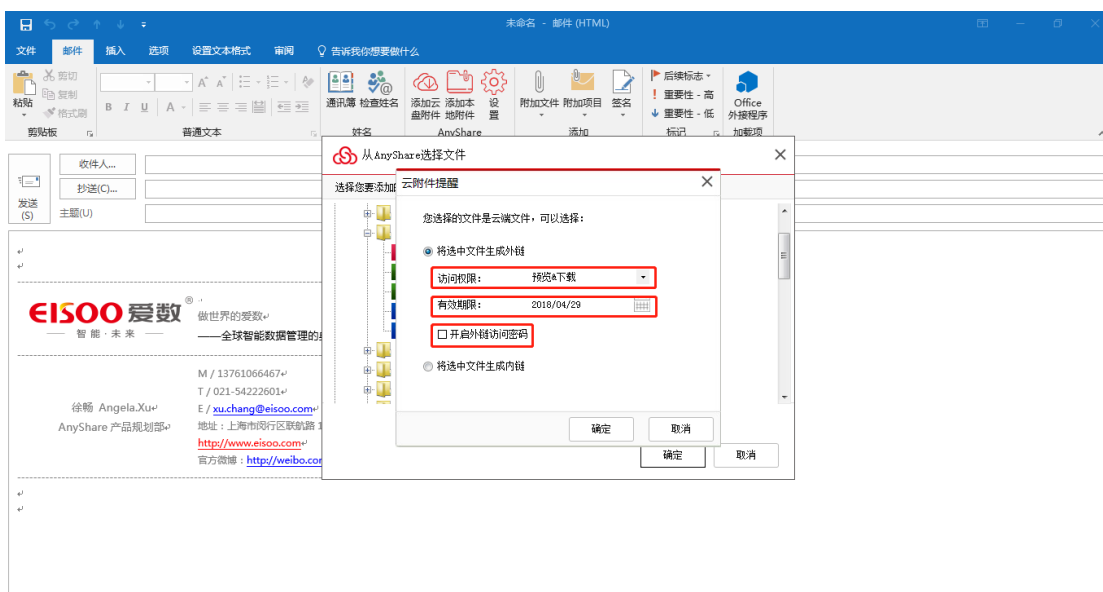 未命名 - 邮件 (HTML)
文件 邮件 插入 选项 设置文本格式 审阅 告诉我你想要做什么
粘贴 剪切 复制 格式刷
B I U A
通讯簿 检查姓名
添加云盘附件 添加本地附件 设置
附加文件 附加项目 签名
后续标志
重要性 - 高
重要性 - 低
Office 外接程序
剪贴板 普通文本 姓名 AnyShare 添加 标记 加载项
发送(S)
收件人...
抄送(C)...
主题(U)
从AnyShare选择文件
选择您要添加
云附件提醒
您选择的文件是云端文件，可以选择：
将选中文件生成外链
访问权限： 预览&下载
有效期限： 2018/04/29
开启外链访问密码
将选中文件生成内链
确定 取消
确定 取消
EISOO 爱数®
智能·未来
做世界的爱数
——全球智能数据管理的
徐畅 Angela.Xu
AnyShare 产品规划部
M / 13761066467
T / 021-54222601
E / xu.chang@eisoo.com
地址：上海市闵行区联航路 1
http://www.eisoo.com
官方微博：http://weibo.co